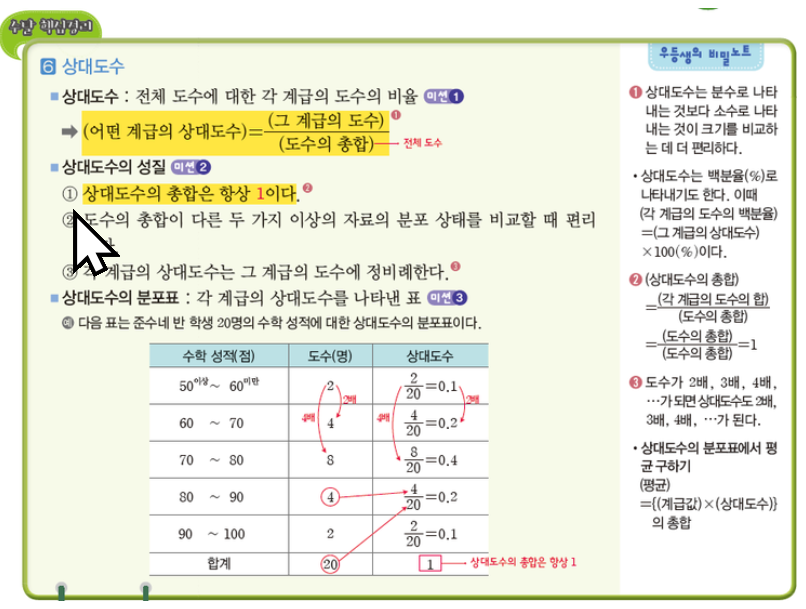 수학 핵심정리
6 상대도수
상대도수 : 전체 도수에 대한 각 계급의 도수의 비율 미션 1
➡ (어떤 계급의 상대도수)=(그 계급의 도수)/(도수의 총합) ❶
전체 도수
상대도수의 성질 미션 2
① 상대도수의 총합은 항상 1이다. ❷
② 도수의 총합이 다른 두 가지 이상의 자료의 분포 상태를 비교할 때 편리
③ 각 계급의 상대도수는 그 계급의 도수에 정비례한다. ❸
상대도수의 분포표 : 각 계급의 상대도수를 나타낸 표 미션 3
예 다음 표는 준수네 반 학생 20명의 수학 성적에 대한 상대도수의 분포표이다.
수학 성적(점) 도수(명) 상대도수
50이상~ 60미만 2 2/20=0.1
2배 2배
60 ~ 70 4 4/20=0.2
4배 4배
70 ~ 80 8 8/20=0.4
80 ~ 90 4 4/20=0.2
90 ~ 100 2 2/20=0.1
합계 20 1 상대도수의 총합은 항상 1
우등생의 비밀노트
❶ 상대도수는 분수로 나타
내는 것보다 소수로 나타
내는 것이 크기를 비교하
는 데 더 편리하다.
• 상대도수는 백분율(%)로
나타내기도 한다. 이때
(각 계급의 도수의 백분율)
=(그 계급의 상대도수)
×100(%)이다.
❷ (상대도수의 총합)
=(각 계급의 도수의 합)/(도수의 총합)
=(도수의 총합)/(도수의 총합)=1
❸ 도수가 2배, 3배, 4배,
…가 되면 상대도수도 2배,
3배, 4배, …가 된다.
• 상대도수의 분포표에서 평
균 구하기
(평균)
={(계급값)×(상대도수)}
의 총합